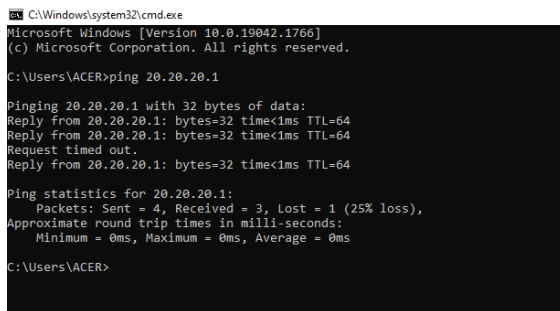 C:\Windows\system32\cmd.exe
Microsoft Windows [Version 10.0.19042.1766]
(c) Microsoft Corporation. All rights reserved.
C:\Users\ACER>ping 20.20.20.1
Pinging 20.20.20.1 with 32 bytes of data:
Reply from 20.20.20.1: bytes=32 time<1ms TTL=64
Reply from 20.20.20.1: bytes=32 time<1ms TTL=64
Request timed out.
Reply from 20.20.20.1: bytes=32 time<1ms TTL=64
Ping statistics for 20.20.20.1:
Packets: Sent = 4, Received = 3, Lost = 1 (25% loss),
Approximate round trip times in milli-seconds:
Minimum = 0ms, Maximum = 0ms, Average = 0ms
C:\Users\ACER>